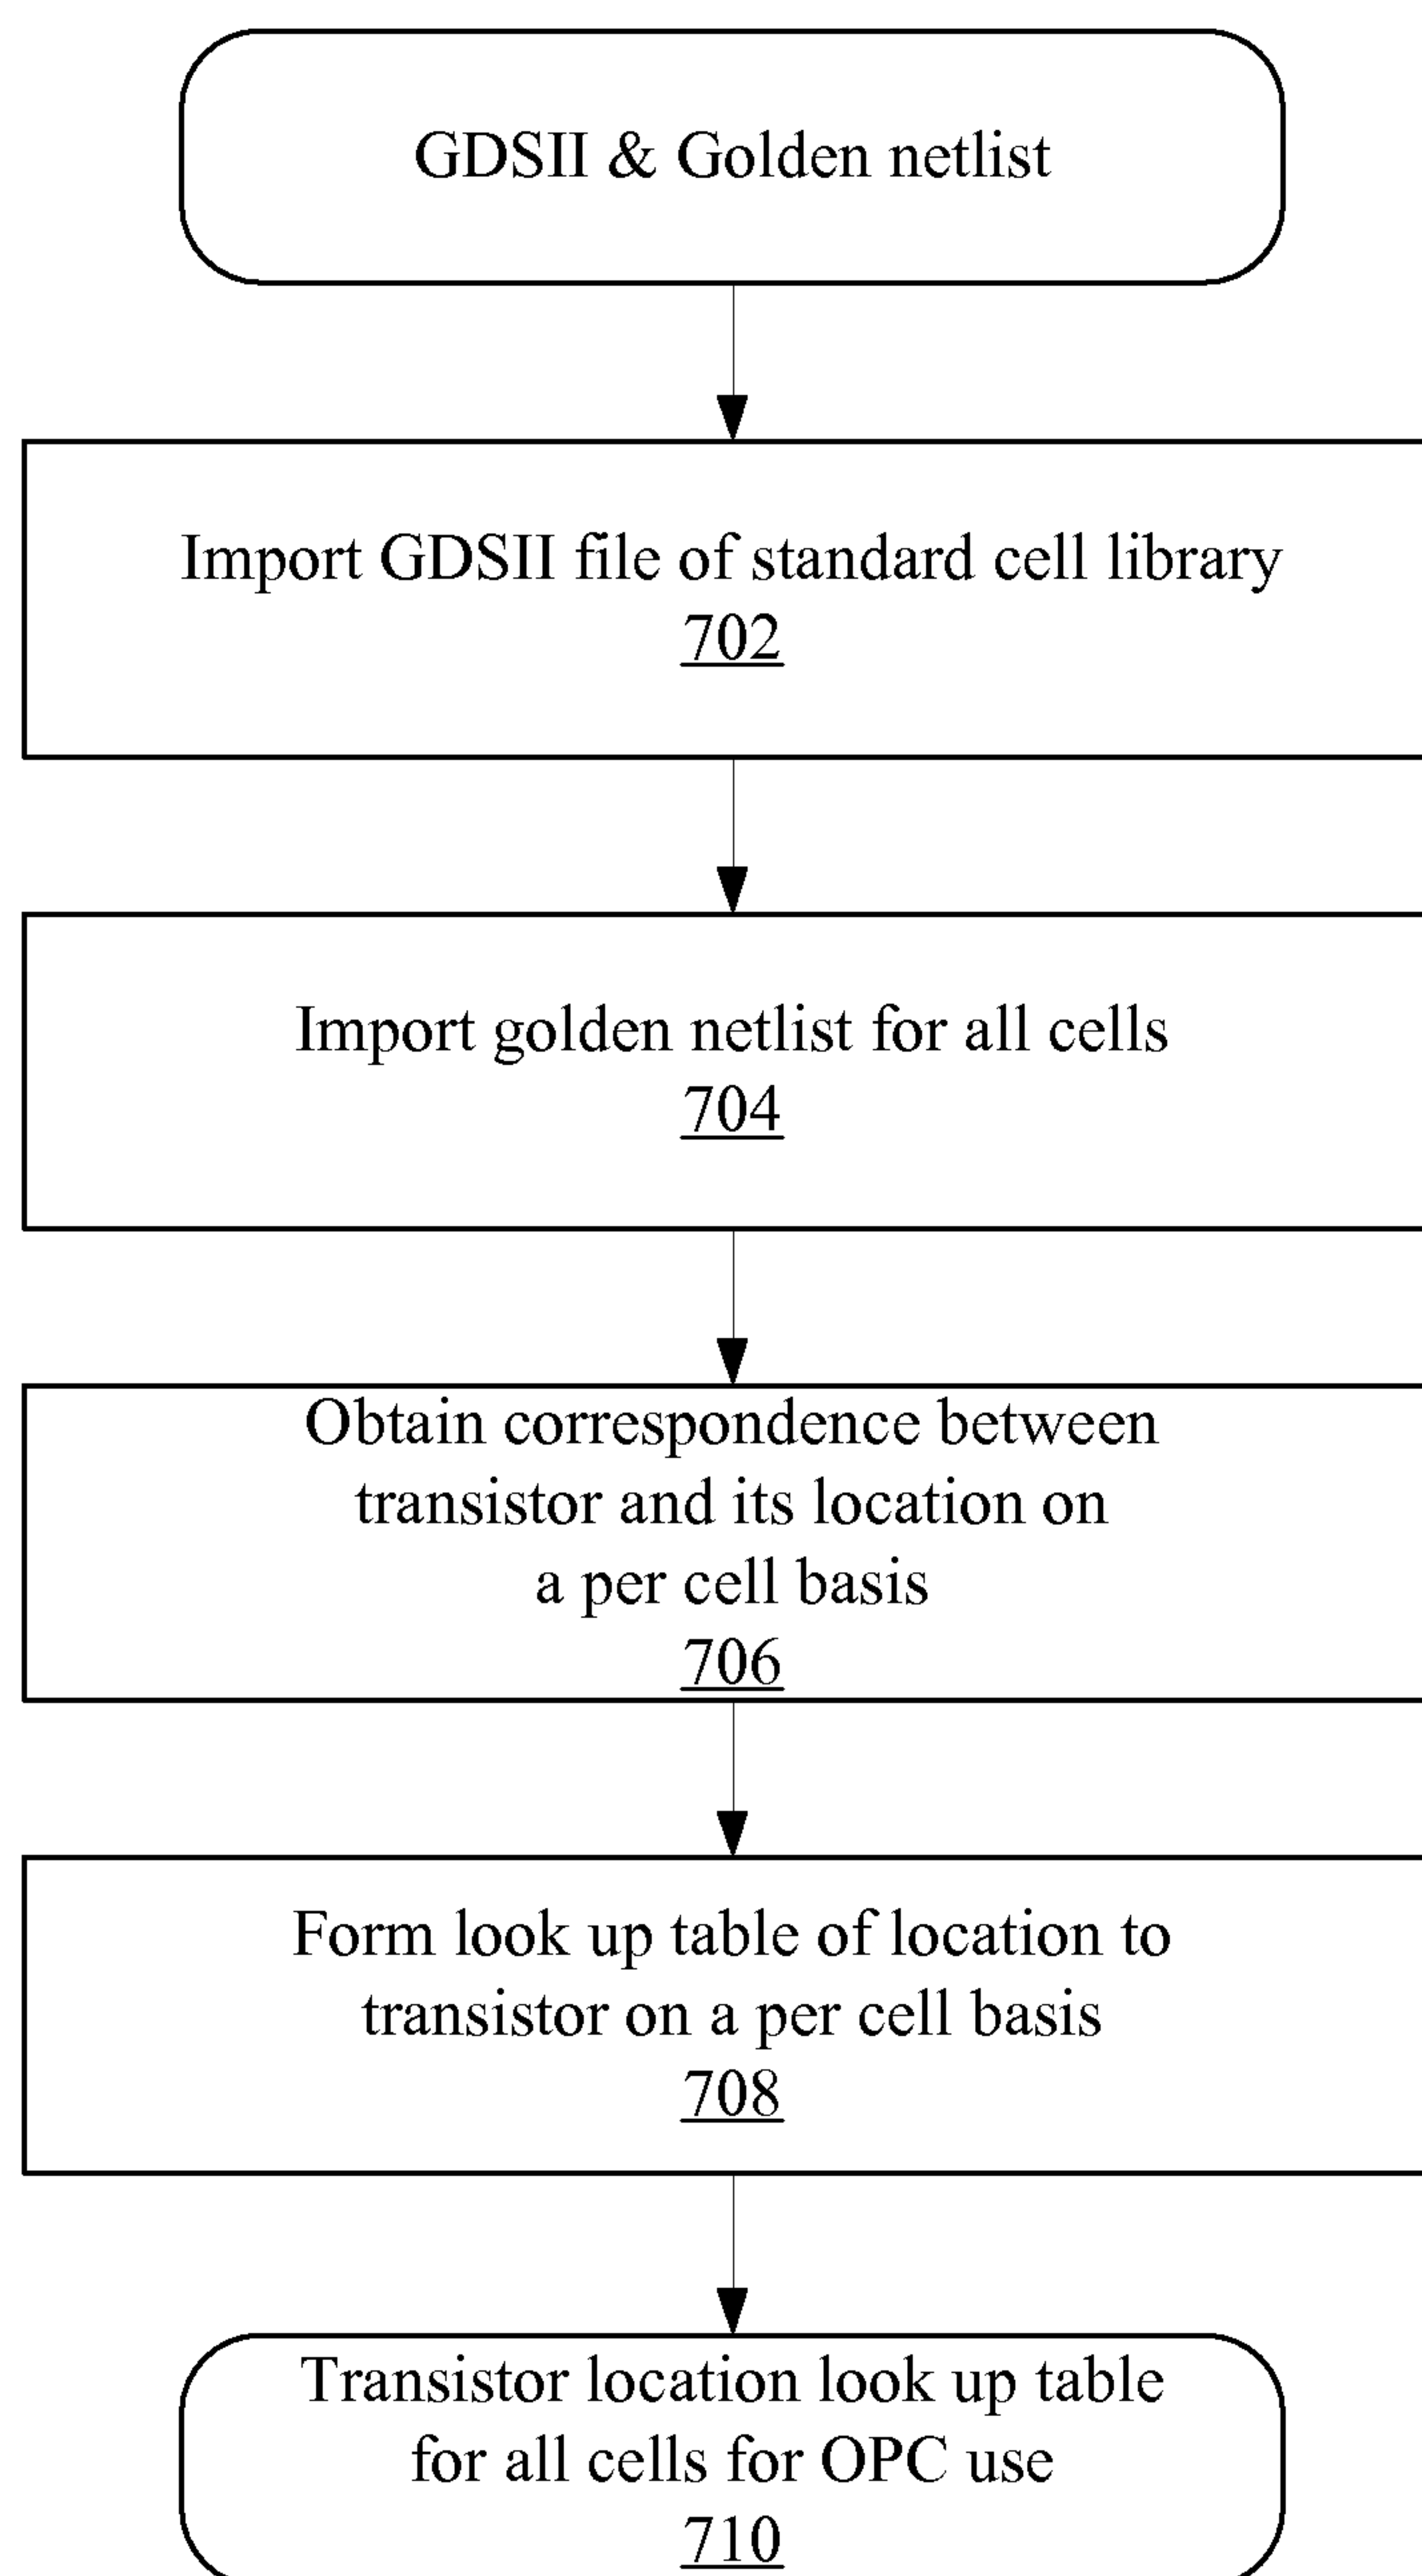 GDSII & Golden netlist
Import GDSII file of standard cell library
702
Import golden netlist for all cells
704
Obtain correspondence between
transistor and its location on
a per cell basis
706
Form look up table of location to
transistor on a per cell basis
708
Transistor location look up table
for all cells for OPC use
710